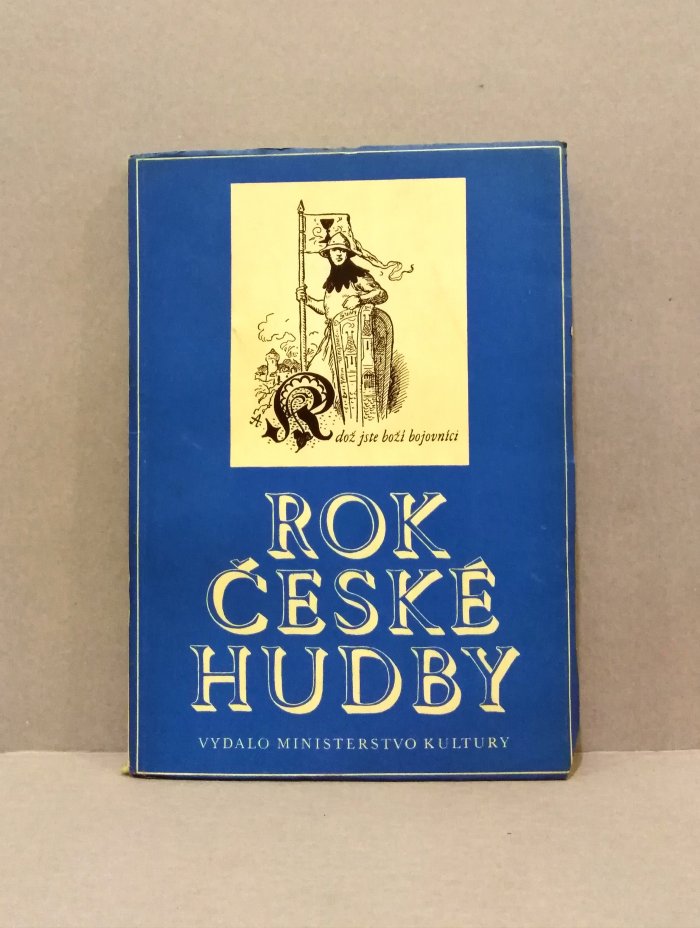 Kdož jste boží bojovníci
ROK
ČESKÉ
HUDBY
VYDALO MINISTERSTVO KULTURY